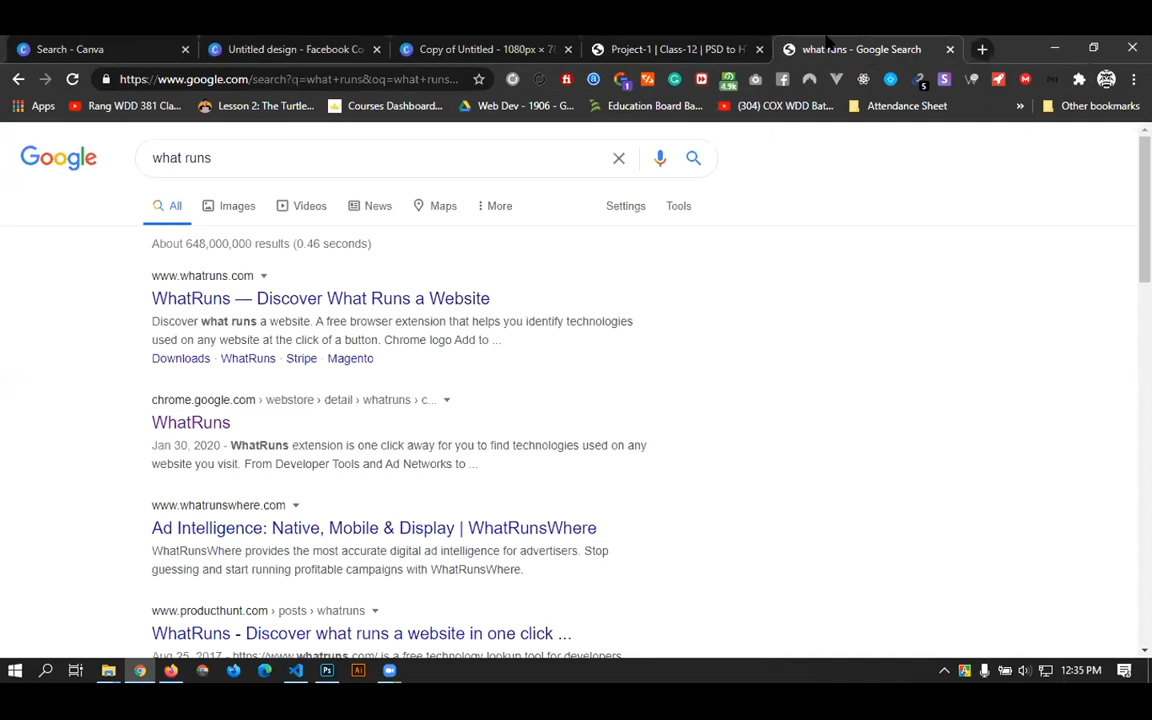 Search - Canva
Untitled design - Facebook Co
Copy of Untitled - 1080px × 7
Project-1 | Class-12 | PSD to H
what runs - Google Search
https://www.google.com/search?q=what+runs&oq=what+runs...
Apps
Rang WDD 381 Cla...
Lesson 2: The Turtle...
Courses Dashboard...
Web Dev - 1906 - G...
Education Board Ba...
(304) COX WDD Bat...
Attendance Sheet
»
Other bookmarks
Google
what runs
All
Images
Videos
News
Maps
More
Settings
Tools
About 648,000,000 results (0.46 seconds)
www.whatruns.com
WhatRuns — Discover What Runs a Website
Discover what runs a website. A free browser extension that helps you identify technologies
used on any website at the click of a button. Chrome logo Add to ...
Downloads · WhatRuns · Stripe · Magento
chrome.google.com › webstore › detail › whatruns › c...
WhatRuns
Jan 30, 2020 - WhatRuns extension is one click away for you to find technologies used on any
website you visit. From Developer Tools and Ad Networks to ...
www.whatrunswhere.com
Ad Intelligence: Native, Mobile & Display | WhatRunsWhere
WhatRunsWhere provides the most accurate digital ad intelligence for advertisers. Stop
guessing and start running profitable campaigns with WhatRunsWhere.
www.producthunt.com › posts › whatruns
WhatRuns - Discover what runs a website in one click ...
Aug 25, 2017 - https://www.whatruns.com/ is a free technology lookup tool for developers,
12:35 PM